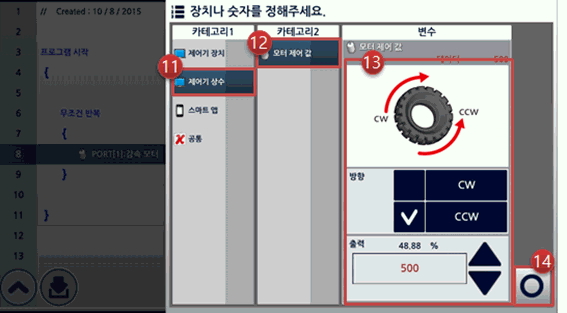 1 // Created : 10 / 8 / 2015
2
3 프로그램 시작
4 {
5
6 무조건 반복
7 {
8 PORT[1]:감속 모터
9 }
10
11 }
12
13
장치나 숫자를 정해주세요.
카테고리1 카테고리2 변수
11 제어기 장치
제어기 상수
스마트 앱
공통
12 모터 제어 값
모터 제어 값
13
500
CW CCW
방향 CW
CCW
출력 48.88 %
500
14